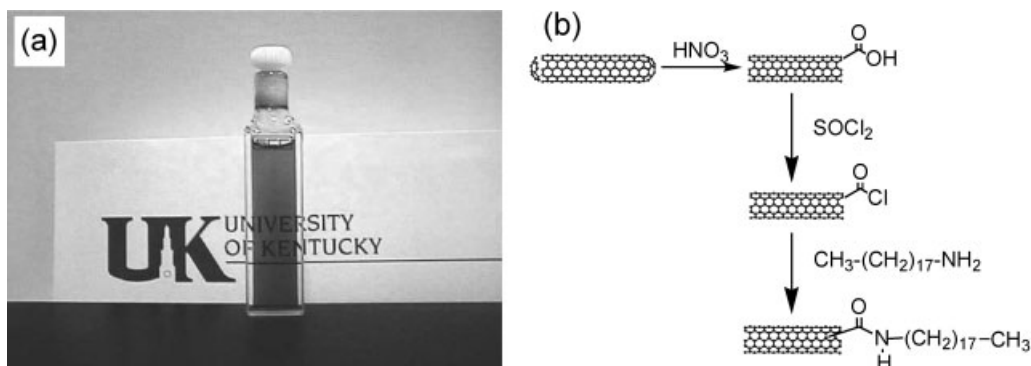 (a)
UK UNIVERSITY
OF KENTUCKY
(b)
HNO₃
O
OH
SOCl₂
O
Cl
CH₃-(CH₂)₁₇-NH₂
O
N-(CH₂)₁₇-CH₃
H